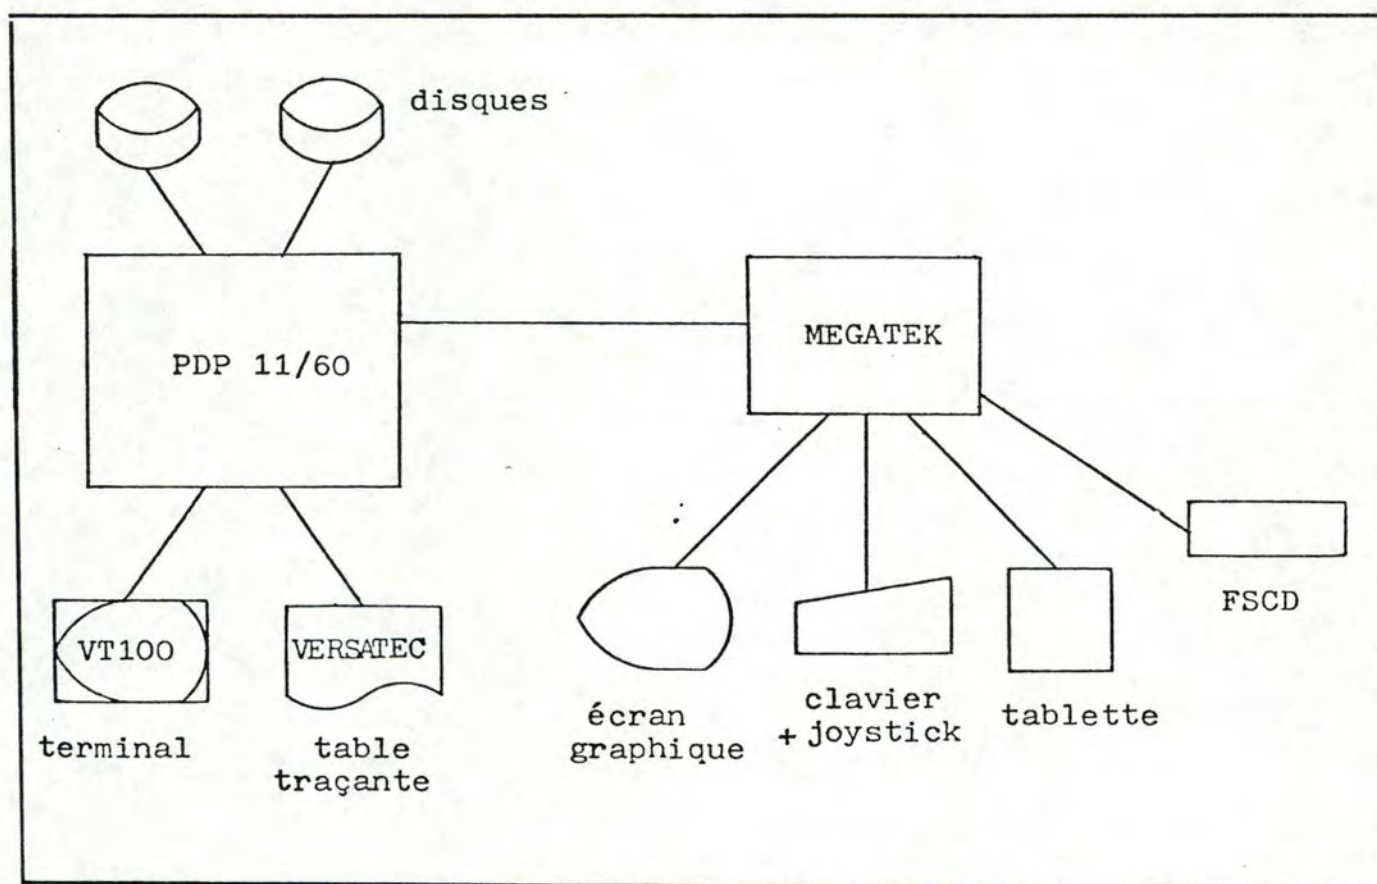 disques
PDP 11/60
MEGATEK
VT100
VERSATEC
FSCD
terminal
table
traçante
écran
graphique
clavier
+ joystick
tablette